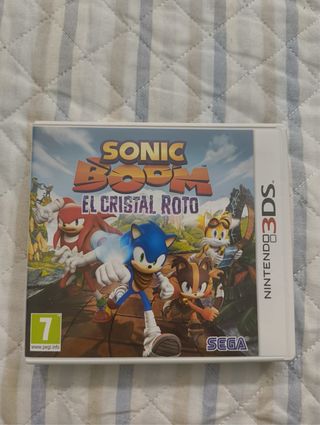 SONIC
BOOM
EL CRISTAL ROTO
NINTENDO 3DS
7
www.pegi.info
SEGA